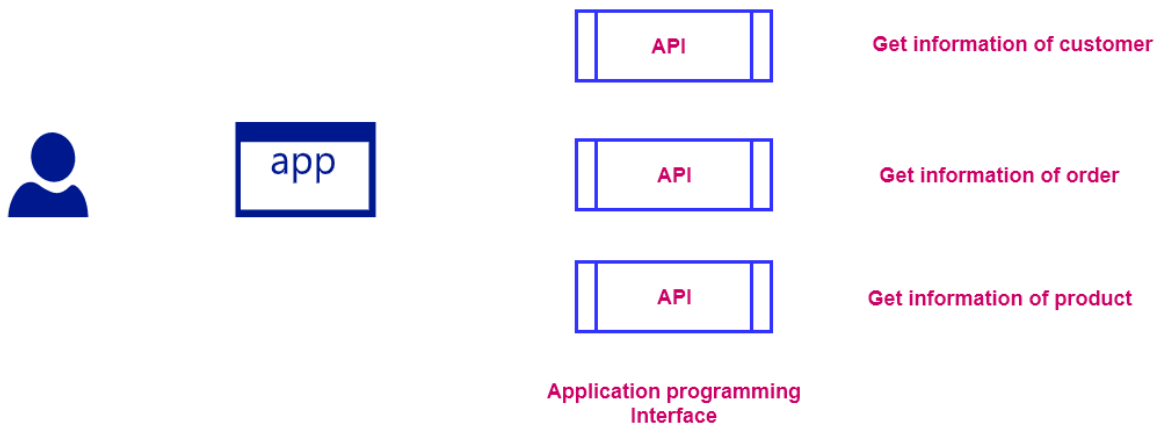 API
Get information of customer
app
API
Get information of order
API
Get information of product
Application programming
Interface